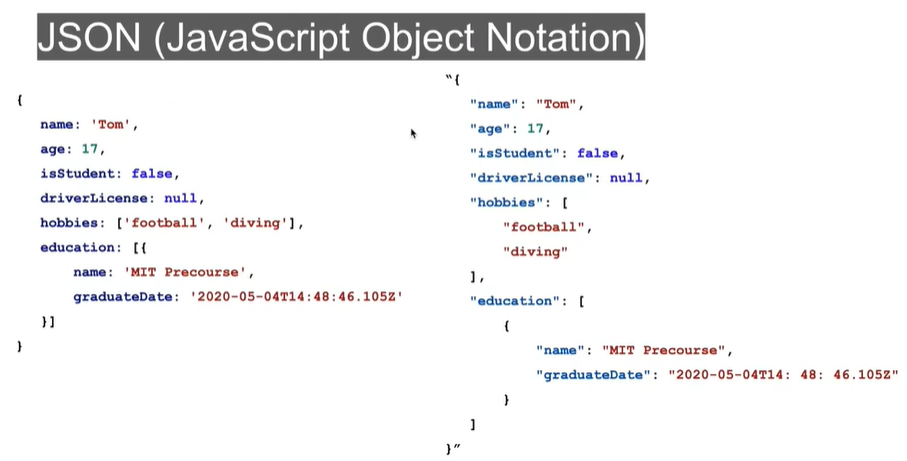 JSON (JavaScript Object Notation)
{
name: 'Tom',
age: 17,
isStudent: false,
driverLicense: null,
hobbies: ['football', 'diving'],
education: [{
name: 'MIT Precourse',
graduateDate: '2020-05-04T14:48:46.105Z'
}]
}
“{
"name": "Tom",
"age": 17,
"isStudent": false,
"driverLicense": null,
"hobbies": [
"football",
"diving"
],
"education": [
{
"name": "MIT Precourse",
"graduateDate": "2020-05-04T14: 48: 46.105Z"
}
]
}”